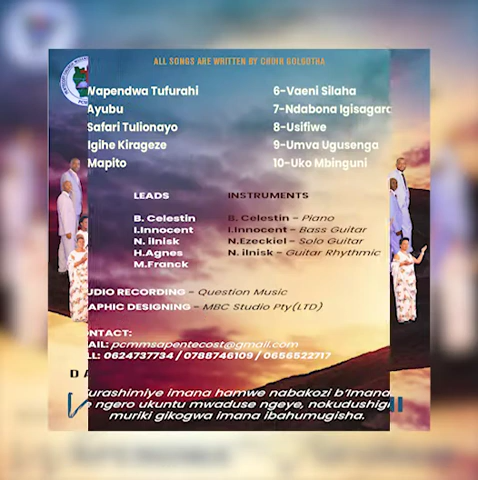 ALL SONGS ARE WRITTEN BY CHOIR GOLGOTHA
Wapendwa Tufurahi
Ayubu
Safari Tulionayo
Igihe Kirageze
Mapito
6-Vaeni Silaha
7-Ndabona Igisagara
8-Usifiwe
9-Umva Ugusenga
10-Uko Mbinguni
LEADS
B. Celestin
I.Innocent
N. ilnisk
H.Agnes
M.Franck
INSTRUMENTS
B. Celestin - Piano
I.Innocent - Bass Guitar
N.Ezeckiel - Solo Guitar
N. ilnisk - Guitar Rhythmic
UDIO RECORDING - Question Music
APHIC DESIGNING - MBC Studio Pty(LTD)
ONTACT:
AIL: pcmmsapentecost@gmail.com
LL: 0624737734 / 0788746109 / 0656522717
D A
urashimiye imana hamwe nabakozi b'Imana
e ngero ukuntu mwaduse ngeye, nokudushigi
muriki gikogwa imana ibahumugisha.